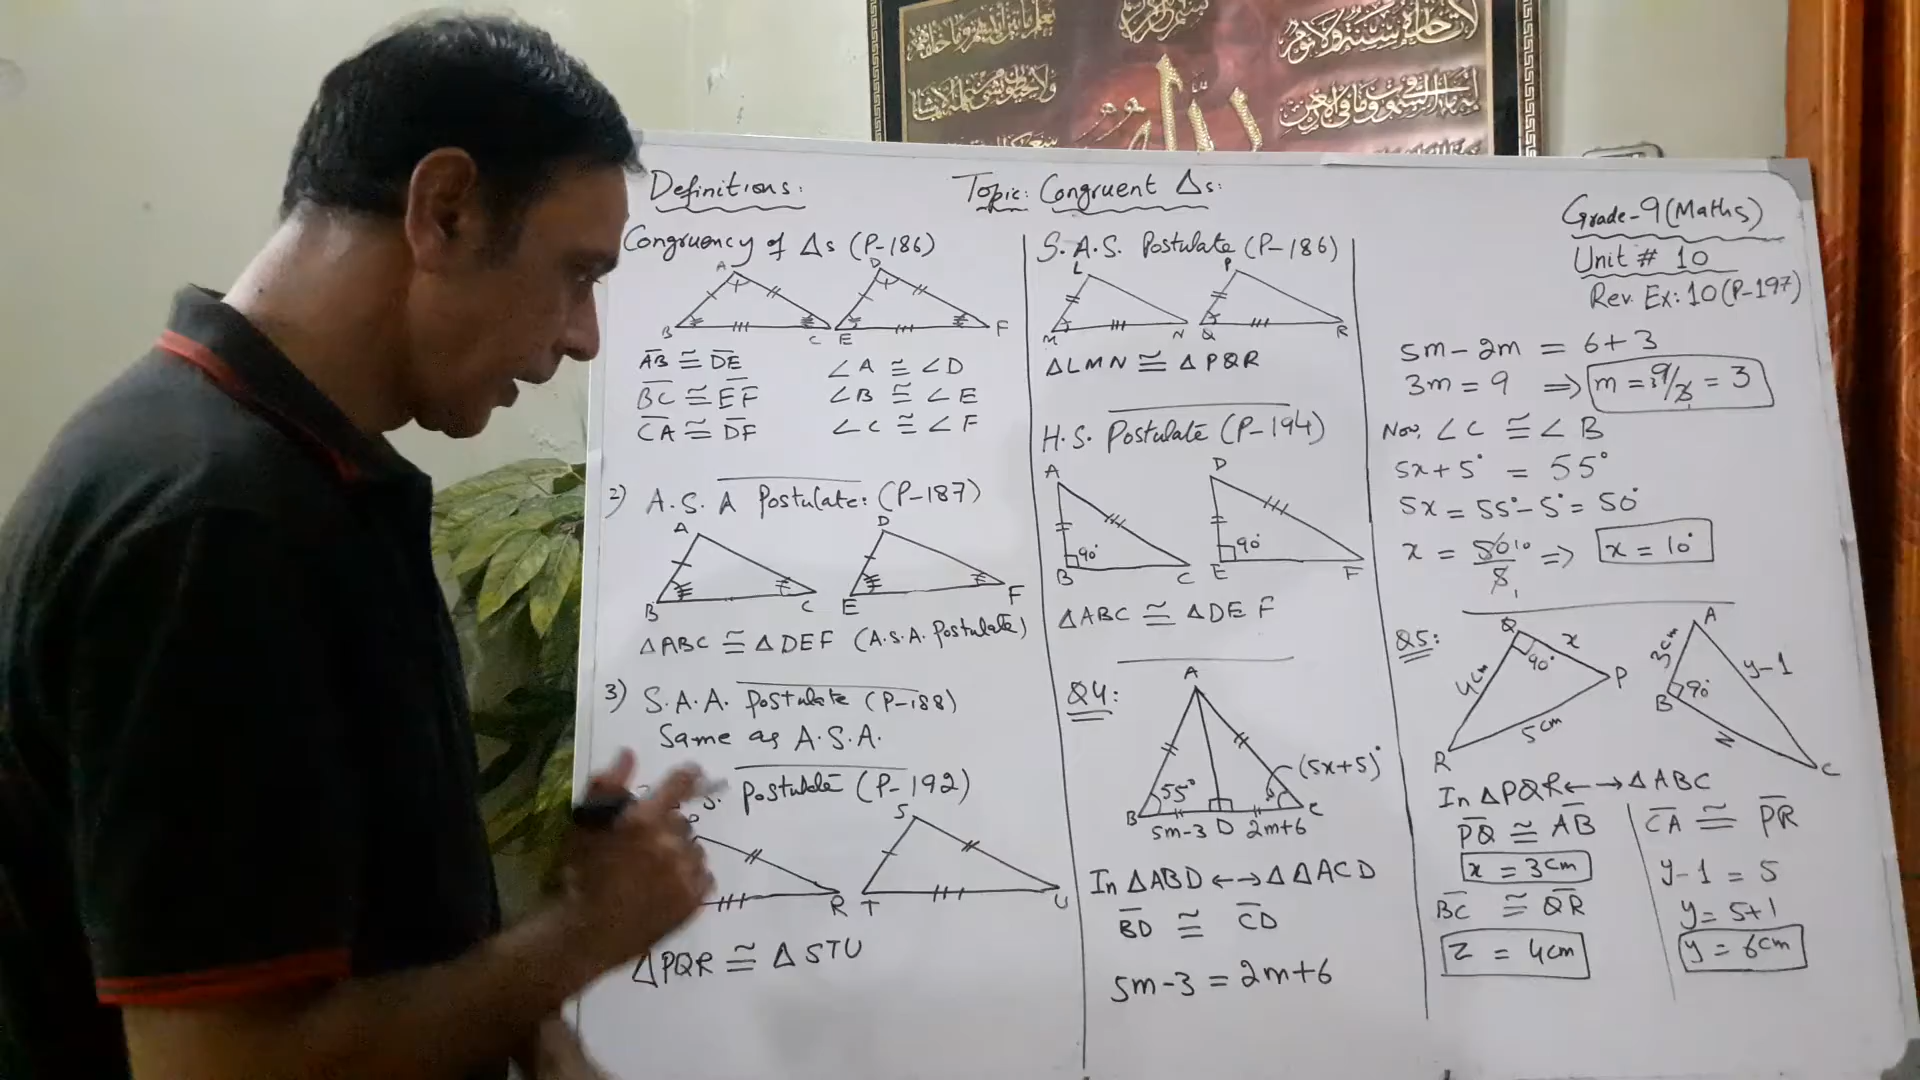 Definitions:
Topic: Congruent Δs:
Grade-9 (Maths)
Unit # 10
Rev. Ex: 10 (P-197)
Congruency of Δs (P-186)
A
B
C
D
E
F
AB ≅ DE
∠A ≅ ∠D
BC ≅ EF
∠B ≅ ∠E
CA ≅ DF
∠C ≅ ∠F
2) A.S.A Postulate: (P-187)
A
B
C
D
E
F
ΔABC ≅ ΔDEF (A.S.A. Postulate)
3) S.A.A. Postulate (P-188)
Same as A.S.A.
S. Postulate (P-192)
R
S
T
U
ΔPQR ≅ ΔSTU
S.A.S. Postulate (P-186)
L
M
N
P
Q
R
ΔLMN ≅ ΔPQR
H.S. Postulate (P-194)
A
90°
B
C
D
90°
E
F
ΔABC ≅ ΔDEF
Q4:
A
(5x+5)°
55°
B
D
C
5m-3
2m+6
In ΔABD ↔ ΔΔACD
BD ≅ CD
5m-3 = 2m+6
5m-2m = 6+3
3m = 9 ⇒ m = 9/3 = 3
Now, ∠C ≅ ∠B
5x+5° = 55°
5x = 55°-5° = 50°
x = 50 10/5 1 ⇒ x = 10°
Q5:
Q
x
90°
4cm
P
5cm
R
A
3cm
y-1
B
90°
Z
C
In ΔPQR ↔ ΔABC
PQ ≅ AB
x = 3cm
BC ≅ QR
Z = 4cm
CA ≅ PR
y-1 = 5
y = 5+1
y = 6cm